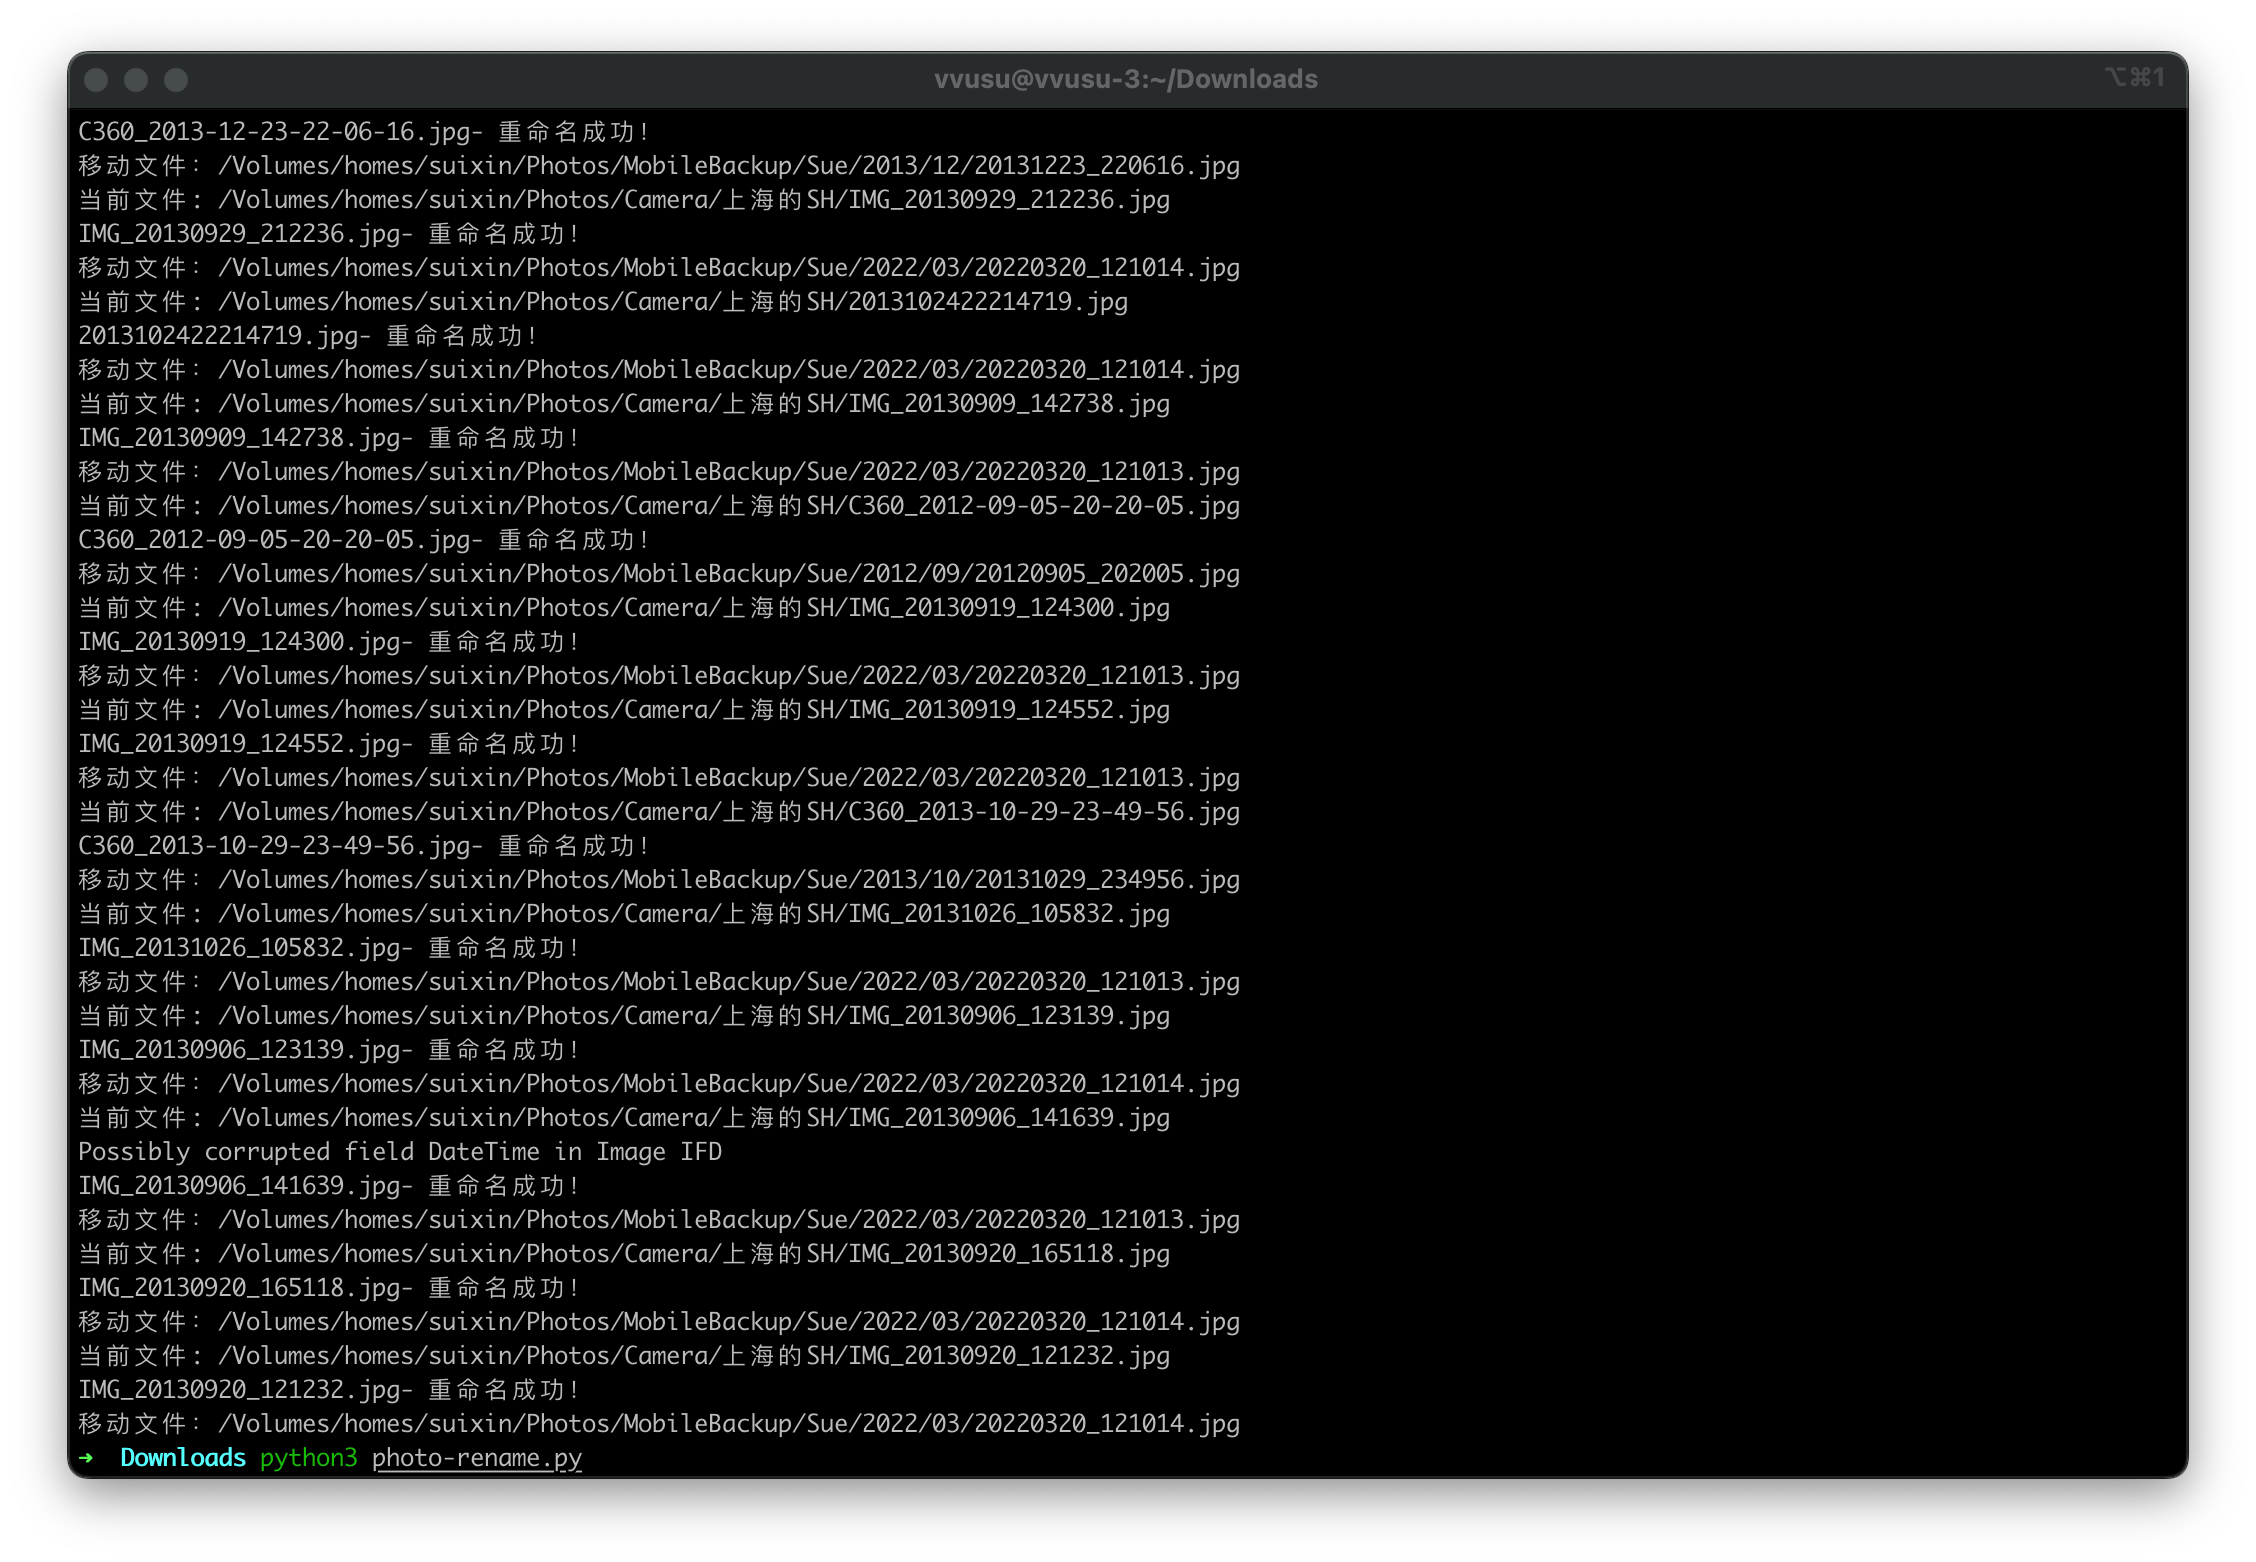 vvusu@vvusu-3:~/Downloads
⌥⌘1
C360_2013-12-23-22-06-16.jpg- 重命名成功!
移动文件: /Volumes/homes/suixin/Photos/MobileBackup/Sue/2013/12/20131223_220616.jpg
当前文件: /Volumes/homes/suixin/Photos/Camera/上海的SH/IMG_20130929_212236.jpg
IMG_20130929_212236.jpg- 重命名成功!
移动文件: /Volumes/homes/suixin/Photos/MobileBackup/Sue/2022/03/20220320_121014.jpg
当前文件: /Volumes/homes/suixin/Photos/Camera/上海的SH/2013102422214719.jpg
2013102422214719.jpg- 重命名成功!
移动文件: /Volumes/homes/suixin/Photos/MobileBackup/Sue/2022/03/20220320_121014.jpg
当前文件: /Volumes/homes/suixin/Photos/Camera/上海的SH/IMG_20130909_142738.jpg
IMG_20130909_142738.jpg- 重命名成功!
移动文件: /Volumes/homes/suixin/Photos/MobileBackup/Sue/2022/03/20220320_121013.jpg
当前文件: /Volumes/homes/suixin/Photos/Camera/上海的SH/C360_2012-09-05-20-20-05.jpg
C360_2012-09-05-20-20-05.jpg- 重命名成功!
移动文件: /Volumes/homes/suixin/Photos/MobileBackup/Sue/2012/09/20120905_202005.jpg
当前文件: /Volumes/homes/suixin/Photos/Camera/上海的SH/IMG_20130919_124300.jpg
IMG_20130919_124300.jpg- 重命名成功!
移动文件: /Volumes/homes/suixin/Photos/MobileBackup/Sue/2022/03/20220320_121013.jpg
当前文件: /Volumes/homes/suixin/Photos/Camera/上海的SH/IMG_20130919_124552.jpg
IMG_20130919_124552.jpg- 重命名成功!
移动文件: /Volumes/homes/suixin/Photos/MobileBackup/Sue/2022/03/20220320_121013.jpg
当前文件: /Volumes/homes/suixin/Photos/Camera/上海的SH/C360_2013-10-29-23-49-56.jpg
C360_2013-10-29-23-49-56.jpg- 重命名成功!
移动文件: /Volumes/homes/suixin/Photos/MobileBackup/Sue/2013/10/20131029_234956.jpg
当前文件: /Volumes/homes/suixin/Photos/Camera/上海的SH/IMG_20131026_105832.jpg
IMG_20131026_105832.jpg- 重命名成功!
移动文件: /Volumes/homes/suixin/Photos/MobileBackup/Sue/2022/03/20220320_121013.jpg
当前文件: /Volumes/homes/suixin/Photos/Camera/上海的SH/IMG_20130906_123139.jpg
IMG_20130906_123139.jpg- 重命名成功!
移动文件: /Volumes/homes/suixin/Photos/MobileBackup/Sue/2022/03/20220320_121014.jpg
当前文件: /Volumes/homes/suixin/Photos/Camera/上海的SH/IMG_20130906_141639.jpg
Possibly corrupted field DateTime in Image IFD
IMG_20130906_141639.jpg- 重命名成功!
移动文件: /Volumes/homes/suixin/Photos/MobileBackup/Sue/2022/03/20220320_121013.jpg
当前文件: /Volumes/homes/suixin/Photos/Camera/上海的SH/IMG_20130920_165118.jpg
IMG_20130920_165118.jpg- 重命名成功!
移动文件: /Volumes/homes/suixin/Photos/MobileBackup/Sue/2022/03/20220320_121014.jpg
当前文件: /Volumes/homes/suixin/Photos/Camera/上海的SH/IMG_20130920_121232.jpg
IMG_20130920_121232.jpg- 重命名成功!
移动文件: /Volumes/homes/suixin/Photos/MobileBackup/Sue/2022/03/20220320_121014.jpg
➜ Downloads python3 photo-rename.py